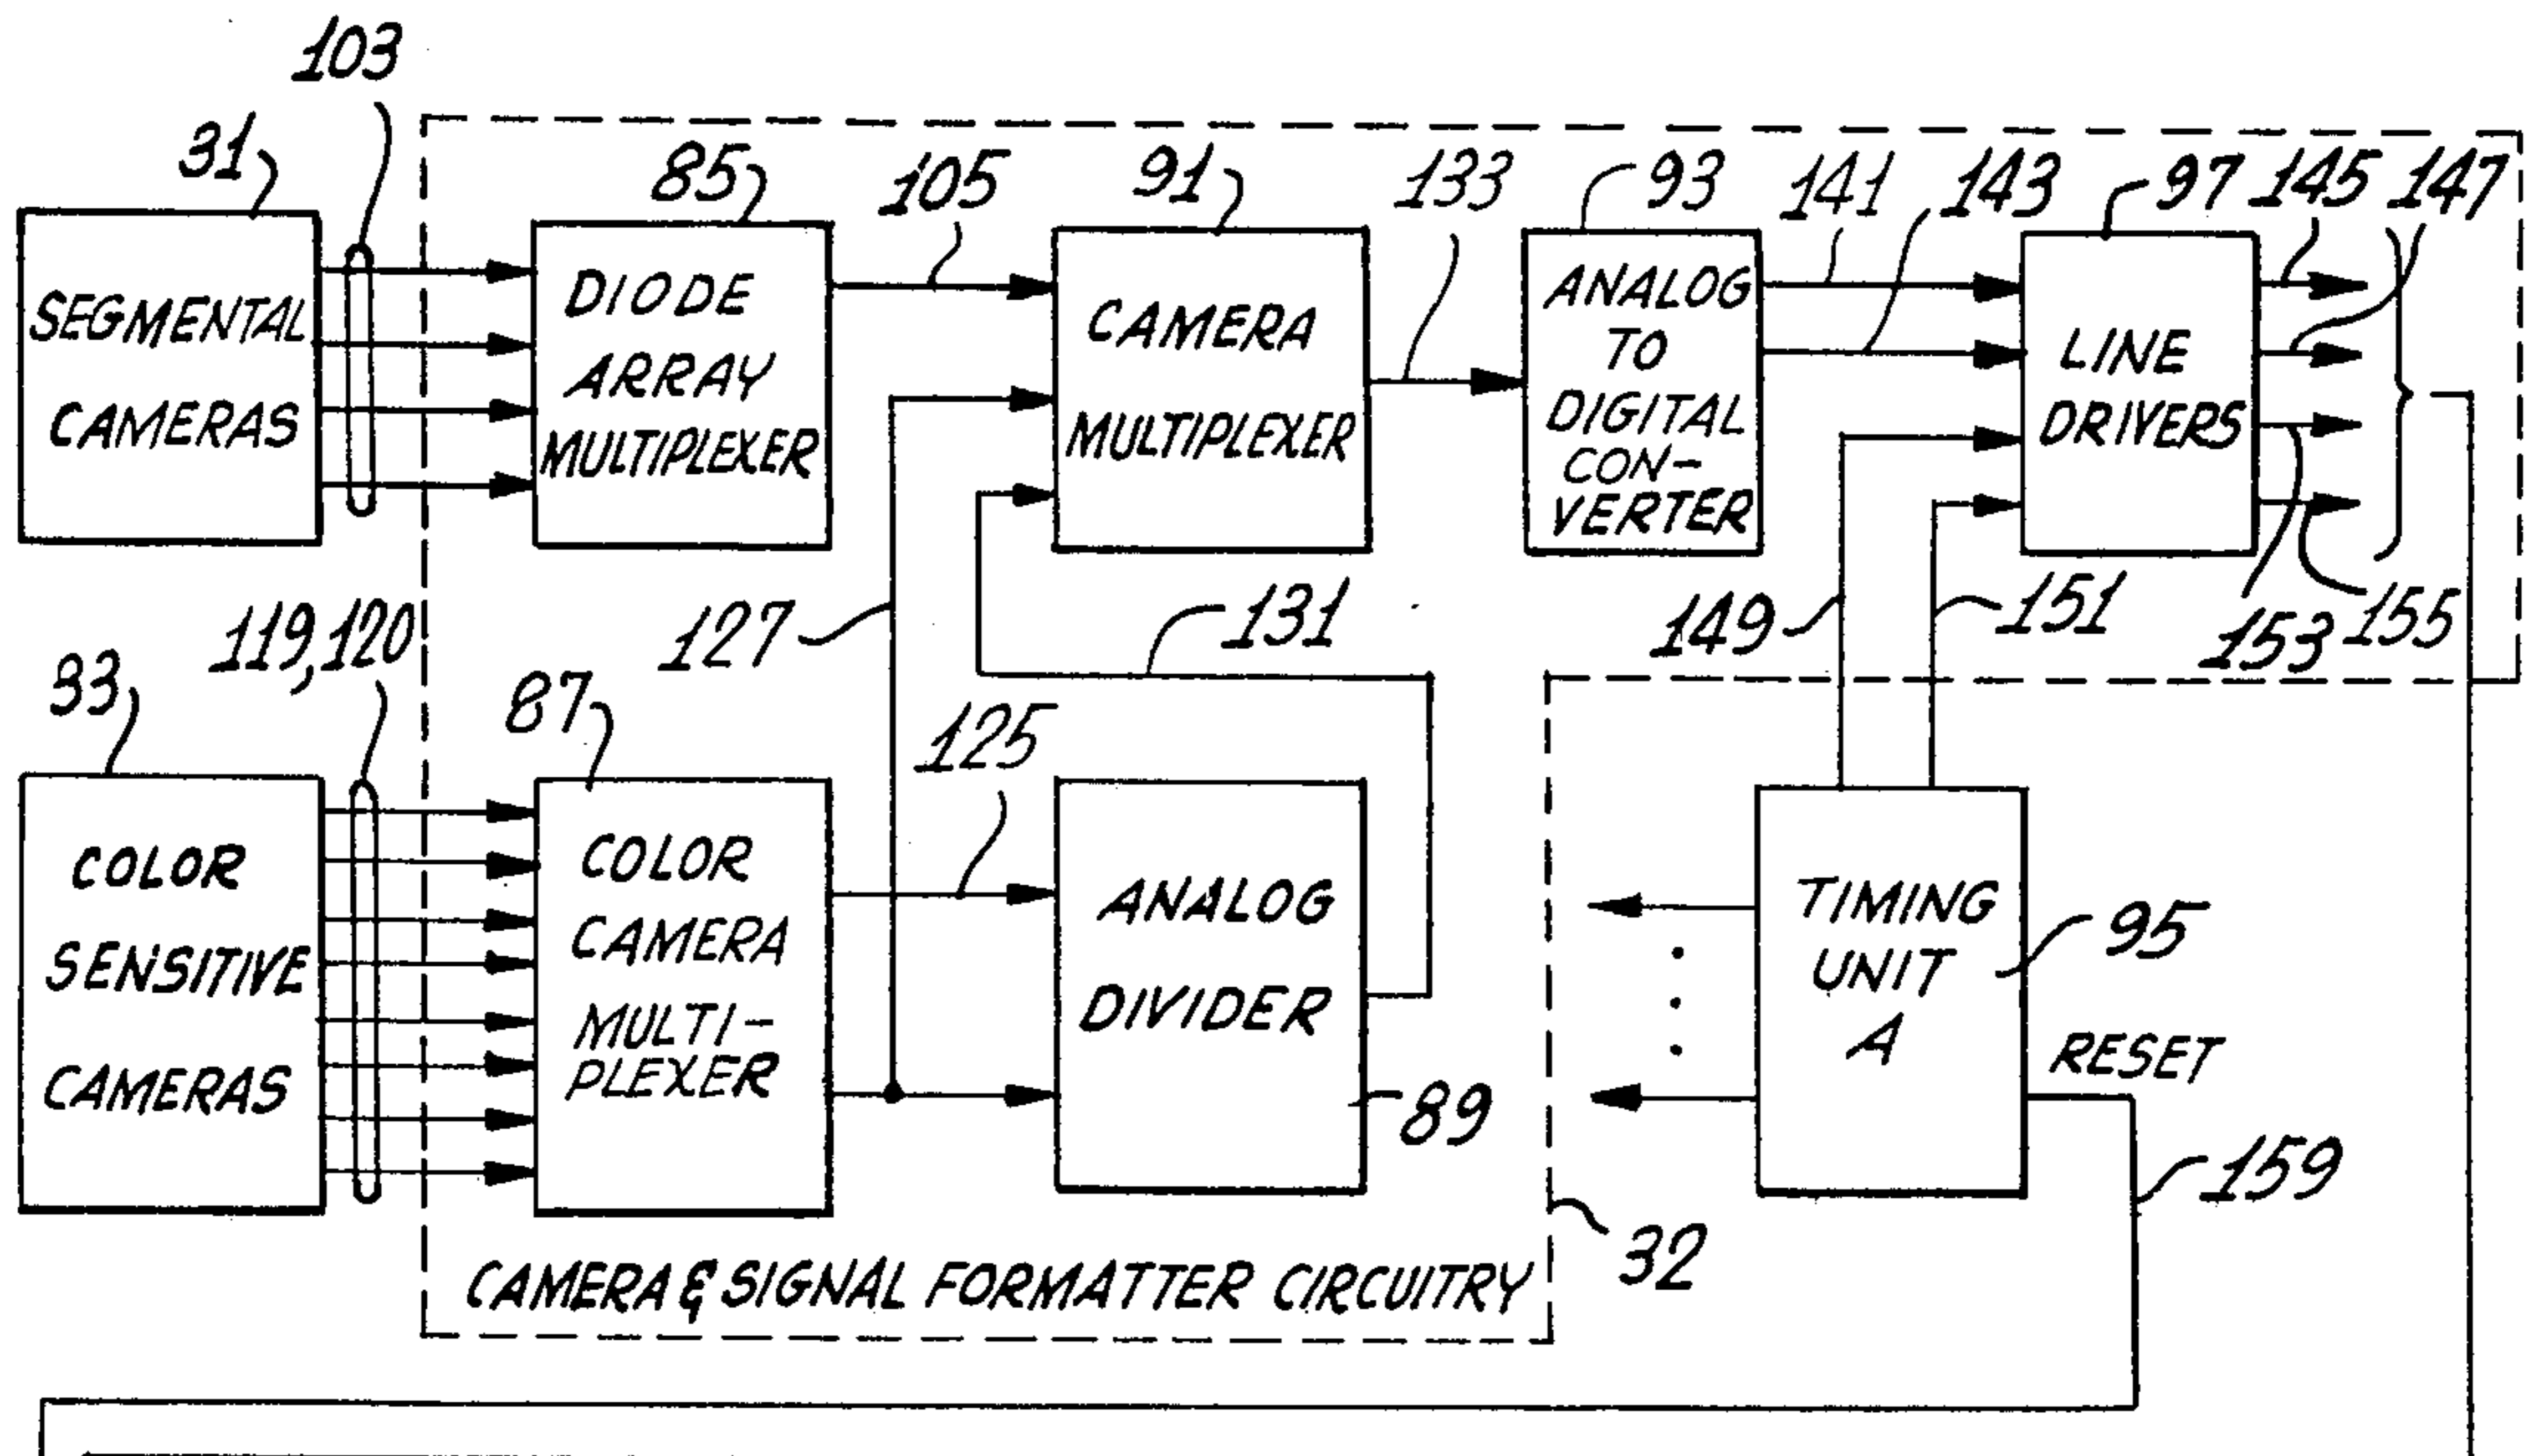 103
31
85
105
91
133
93
141
143
97
145
147
SEGMENTAL
CAMERAS
DIODE
ARRAY
MULTIPLEXER
CAMERA
MULTIPLEXER
ANALOG
TO
DIGITAL
CON-
VERTER
LINE
DRIVERS
119,120
127
131
149
151
153
155
33
87
125
COLOR
SENSITIVE
CAMERAS
COLOR
CAMERA
MULTI-
PLEXER
ANALOG
DIVIDER
89
TIMING
UNIT
A
95
RESET
159
32
CAMERA & SIGNAL FORMATTER CIRCUITRY